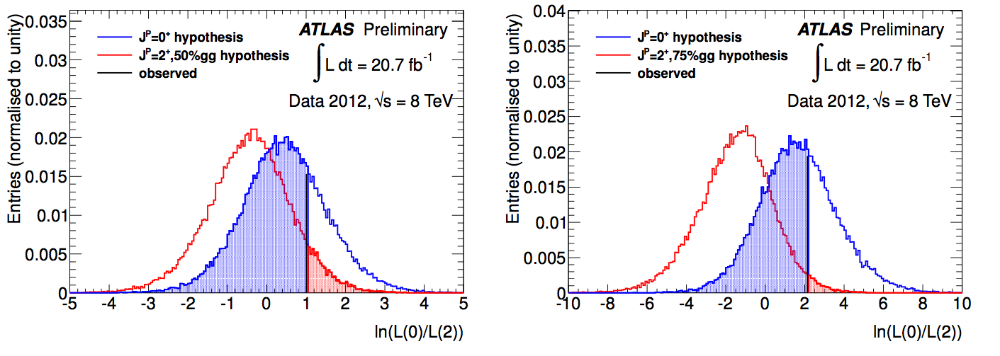 Entries (normalised to unity)
0.035
0.03
0.025
0.02
0.015
0.01
0.005
0
Jᴾ=0⁺ hypothesis
Jᴾ=2⁺,50%gg hypothesis
observed
ATLAS Preliminary
∫ L dt = 20.7 fb⁻¹
Data 2012, √s = 8 TeV
-5 -4 -3 -2 -1 0 1 2 3 4 5
ln(L(0)/L(2))
Entries (normalised to unity)
0.04
0.035
0.03
0.025
0.02
0.015
0.01
0.005
0
Jᴾ=0⁺ hypothesis
Jᴾ=2⁺,75%gg hypothesis
observed
ATLAS Preliminary
∫ L dt = 20.7 fb⁻¹
Data 2012, √s = 8 TeV
-10 -8 -6 -4 -2 0 2 4 6 8 10
ln(L(0)/L(2))